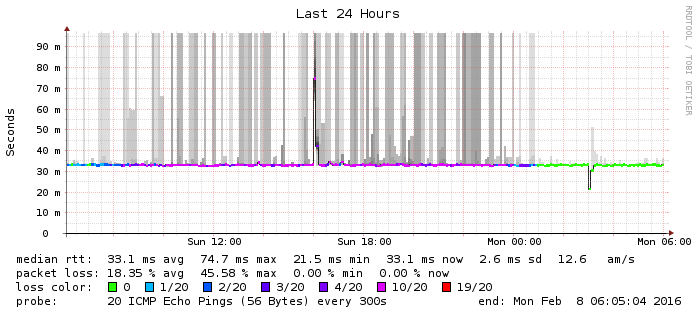 Last 24 Hours
RRDTOOL / TOBI OETIKER
Seconds
90 m
80 m
70 m
60 m
50 m
40 m
30 m
20 m
10 m
0
Sun 12:00 Sun 18:00 Mon 00:00 Mon 06:00
median rtt: 33.1 ms avg 74.7 ms max 21.5 ms min 33.1 ms now 2.6 ms sd 12.6 am/s
packet loss: 18.35 % avg 45.58 % max 0.00 % min 0.00 % now
loss color: 0 1/20 2/20 3/20 4/20 10/20 19/20
probe: 20 ICMP Echo Pings (56 Bytes) every 300s end: Mon Feb 8 06:05:04 2016